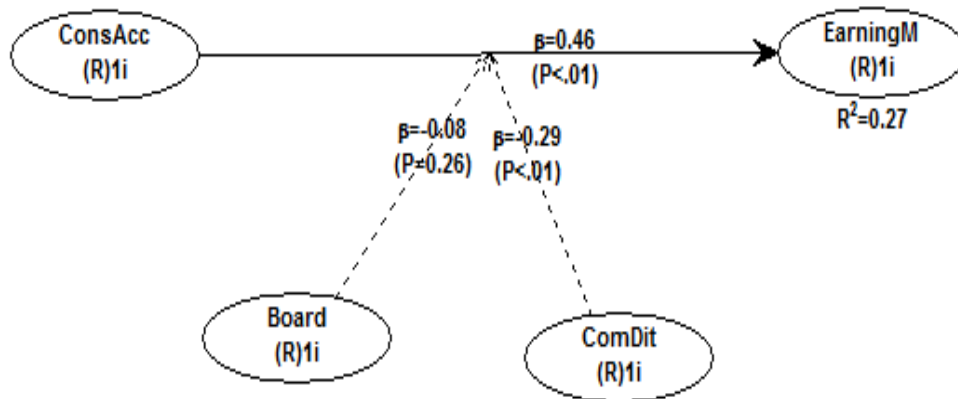 ConsAcc
(R)1i
β=0.46
(P<.01)
EarningM
(R)1i
R²=0.27
β=-0.08
(P=0.26)
β=-0.29
(P<.01)
Board
(R)1i
ComDit
(R)1i